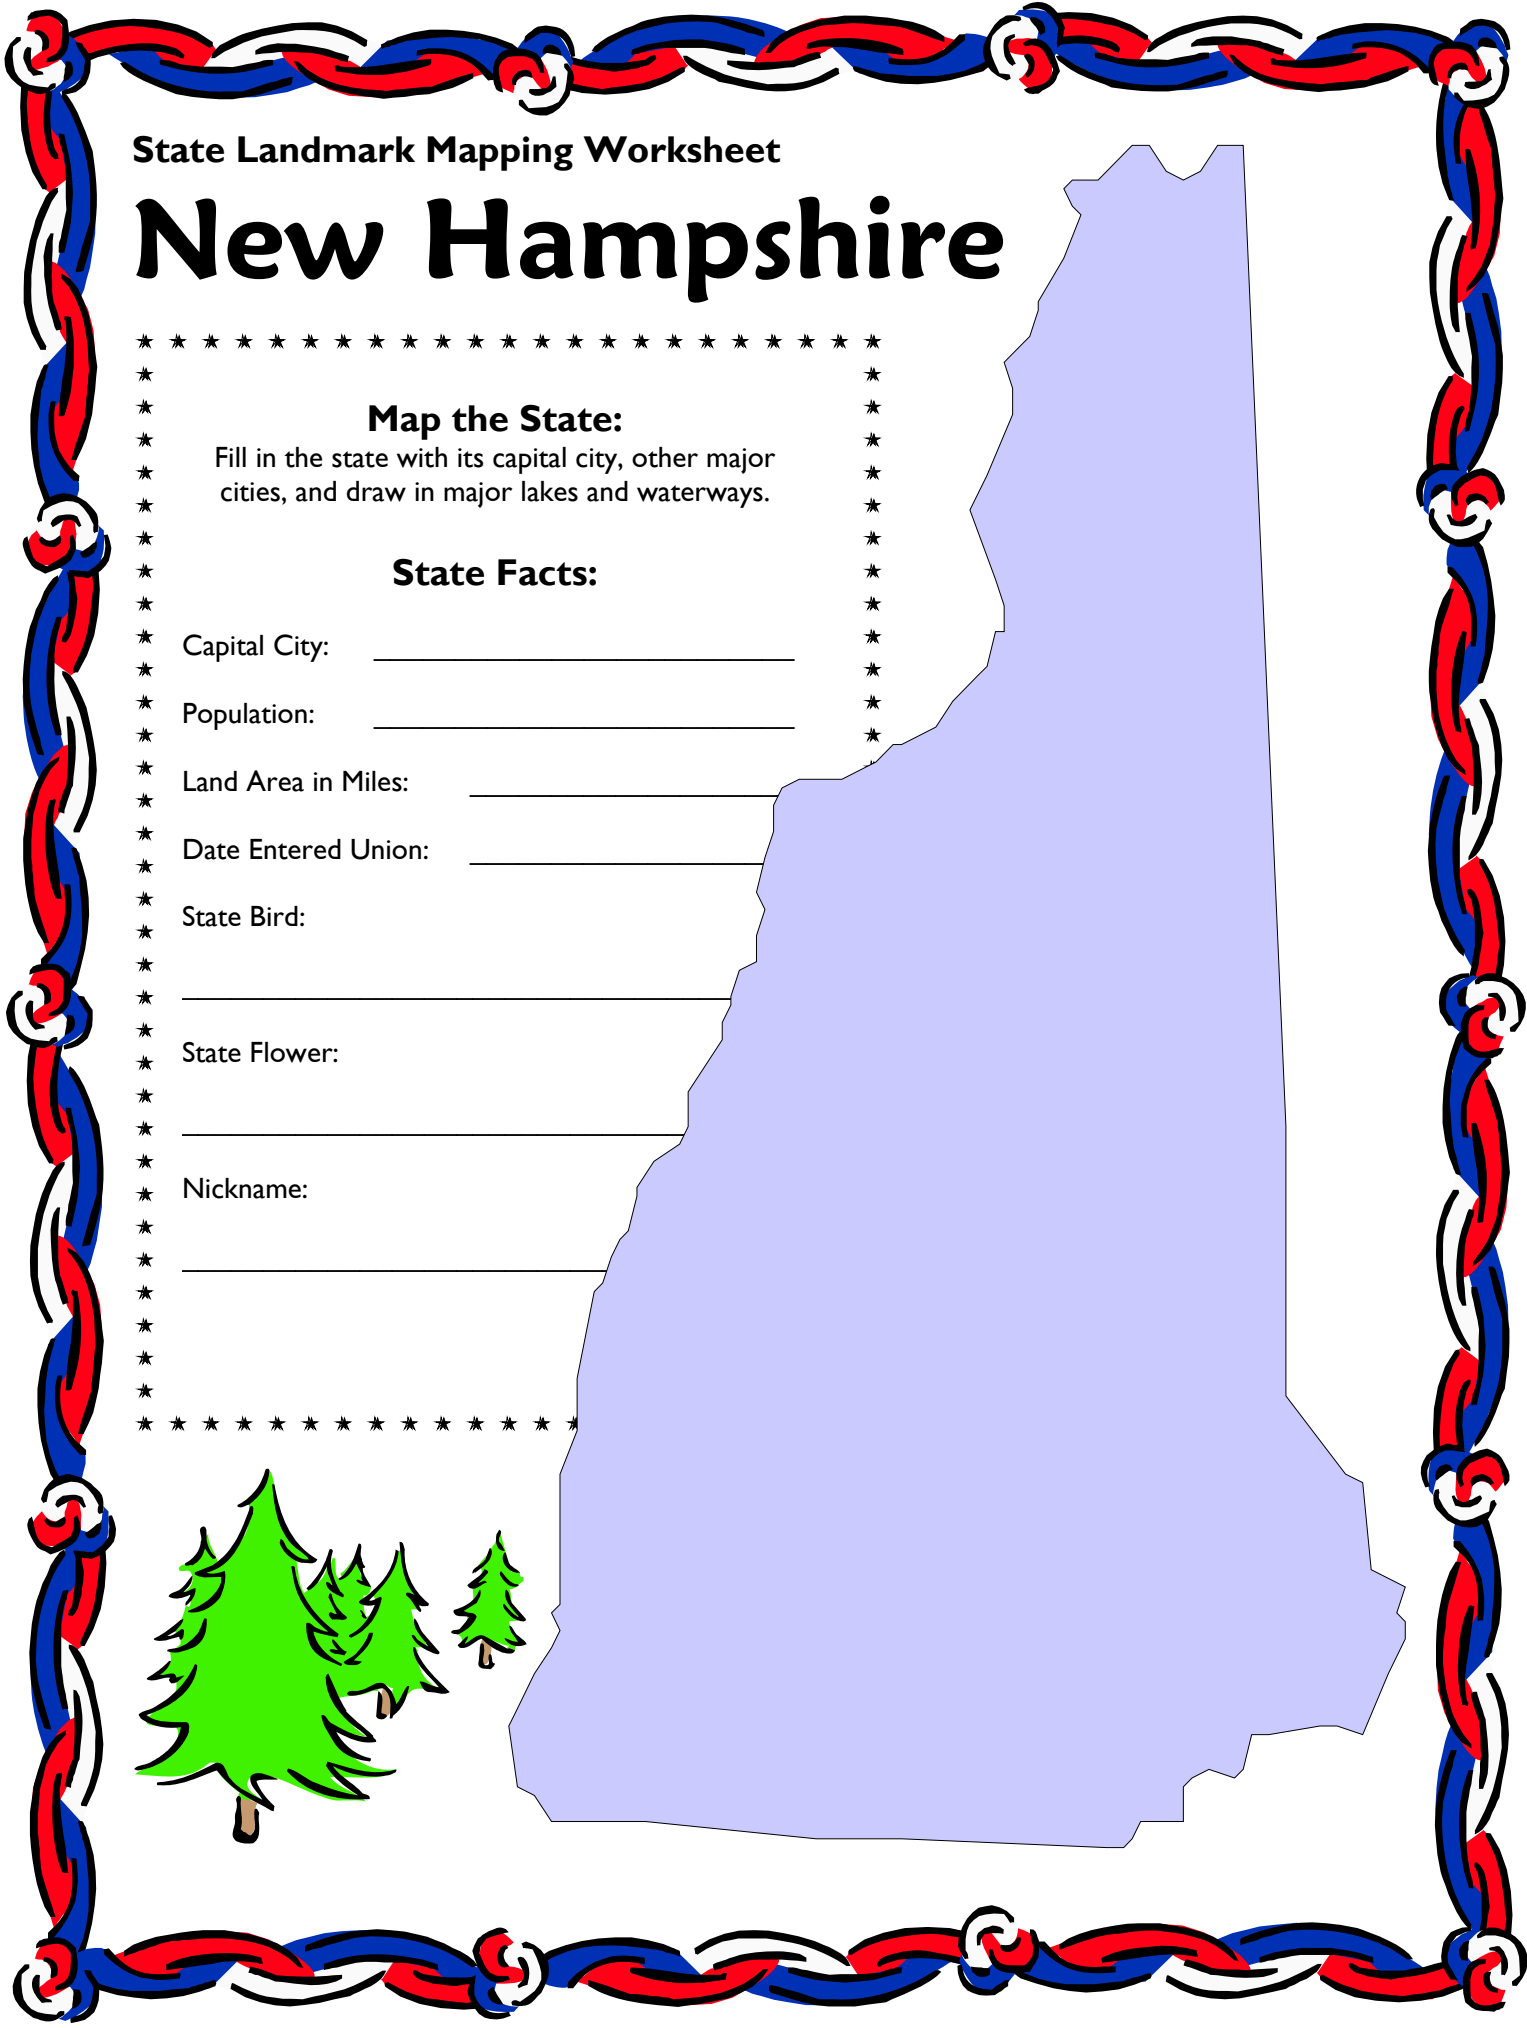 State Landmark Mapping Worksheet
New Hampshire
Map the State:
Fill in the state with its capital city, other major
cities, and draw in major lakes and waterways.
State Facts:
Capital City:
Population:
Land Area in Miles:
Date Entered Union:
State Bird:
State Flower:
Nickname: